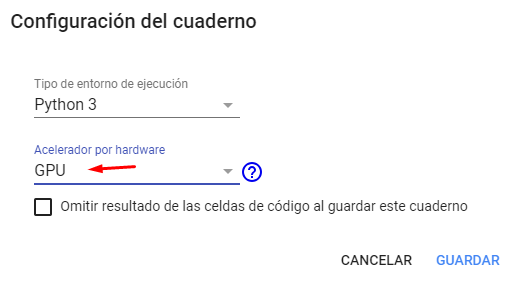 Configuración del cuaderno
Tipo de entorno de ejecución
Python 3
Acelerador por hardware
GPU
Omitir resultado de las celdas de código al guardar este cuaderno
CANCELAR
GUARDAR